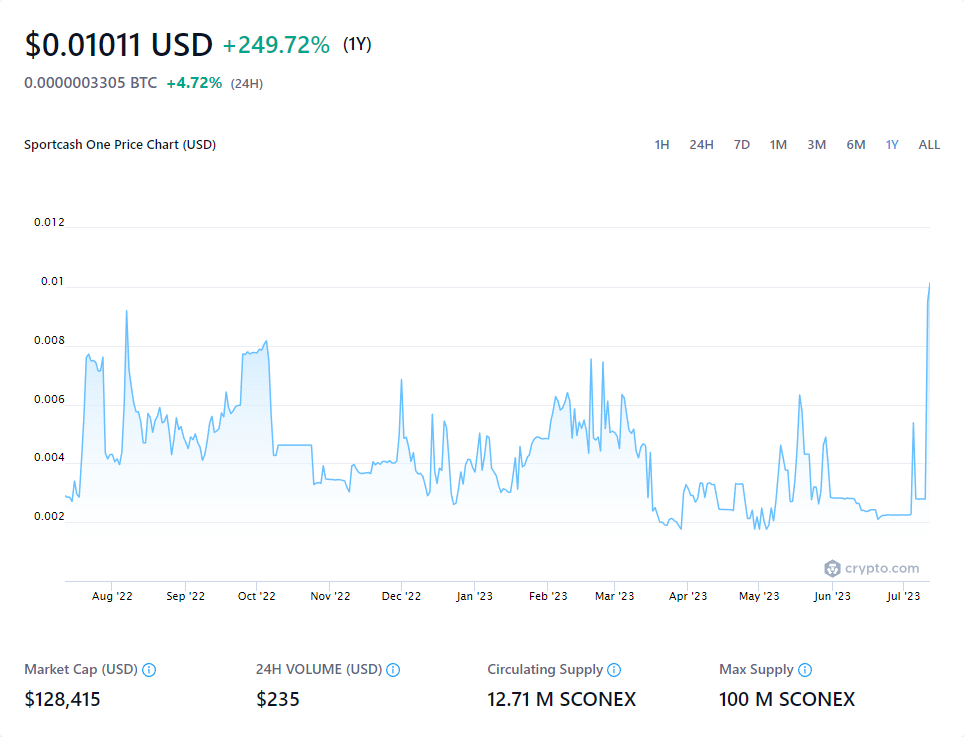 $0.01011 USD +249.72% (1Y)
0.0000003305 BTC +4.72% (24H)
Sportcash One Price Chart (USD) 1H 24H 7D 1M 3M 6M 1Y ALL
0.012
0.01
0.008
0.006
0.004
0.002
crypto.com
Aug '22 Sep '22 Oct '22 Nov '22 Dec '22 Jan '23 Feb '23 Mar '23 Apr '23 May '23 Jun '23 Jul '23
Market Cap (USD) 24H VOLUME (USD) Circulating Supply Max Supply
$128,415 $235 12.71 M SCONEX 100 M SCONEX